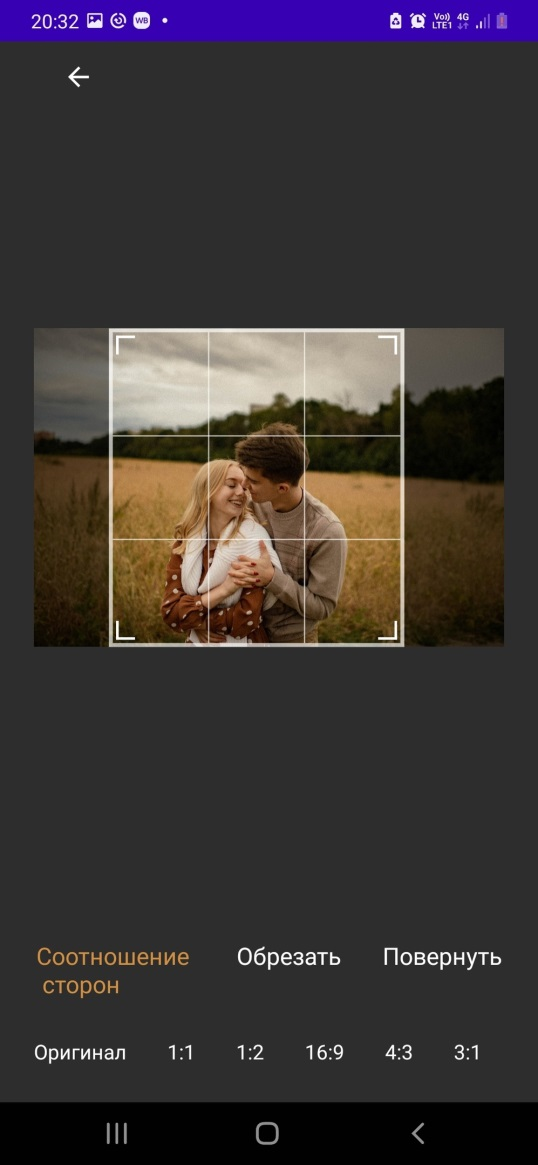 20:32 WB Vo)) 4G
LTE1
Соотношение Обрезать Повернуть
сторон
Оригинал 1:1 1:2 16:9 4:3 3:1